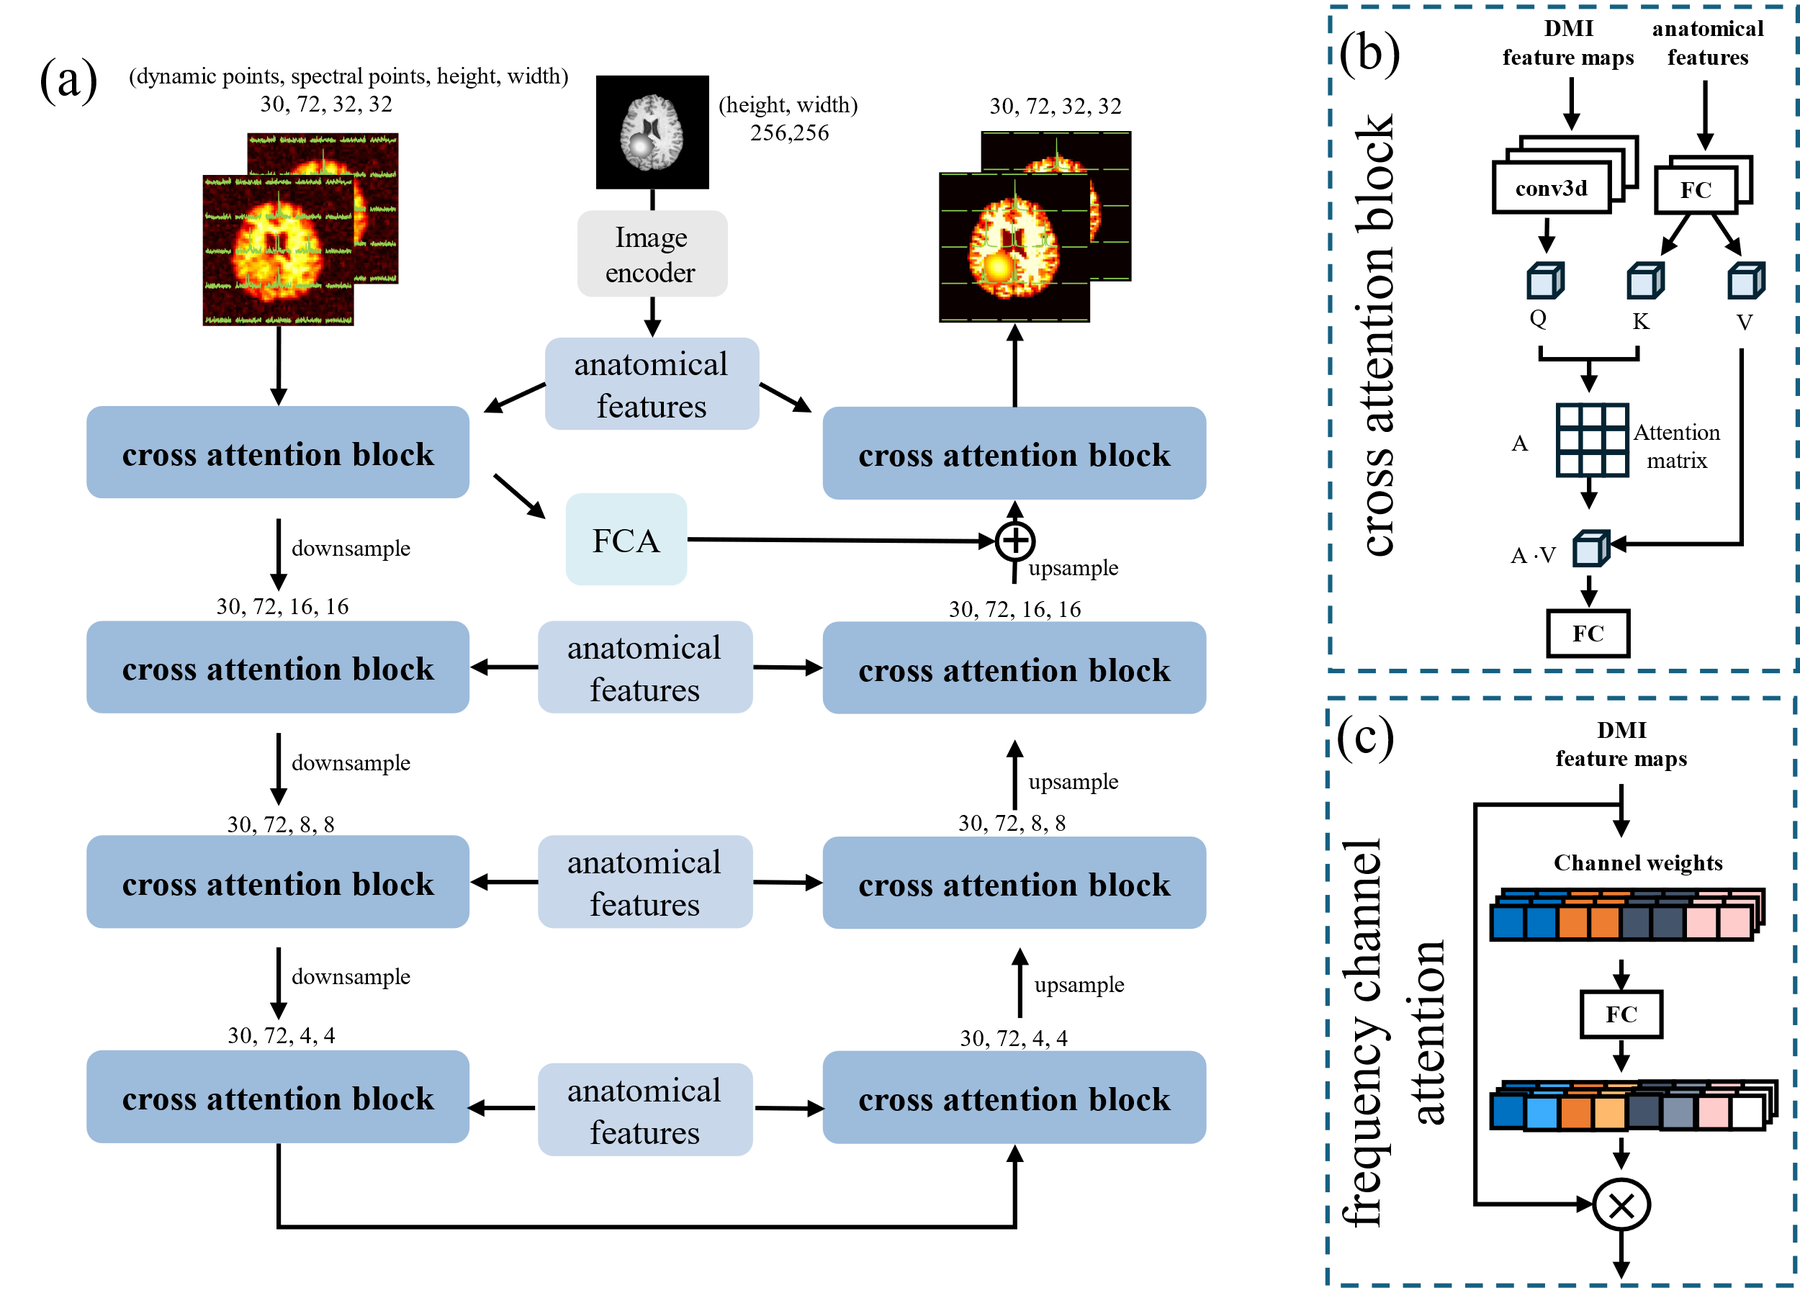 (a)
(dynamic points, spectral points, height, width)
30, 72, 32, 32
(height, width)
256,256
30, 72, 32, 32
Image
encoder
anatomical
features
cross attention block
cross attention block
FCA
downsample
upsample
30, 72, 16, 16
30, 72, 16, 16
cross attention block
anatomical
features
cross attention block
downsample
upsample
30, 72, 8, 8
30, 72, 8, 8
cross attention block
anatomical
features
cross attention block
downsample
upsample
30, 72, 4, 4
30, 72, 4, 4
cross attention block
anatomical
features
cross attention block
(b)
cross attention block
DMI
feature maps
anatomical
features
conv3d
FC
Q
K
V
A
Attention
matrix
A ·V
FC
(c)
frequency channel
attention
DMI
feature maps
Channel weights
FC